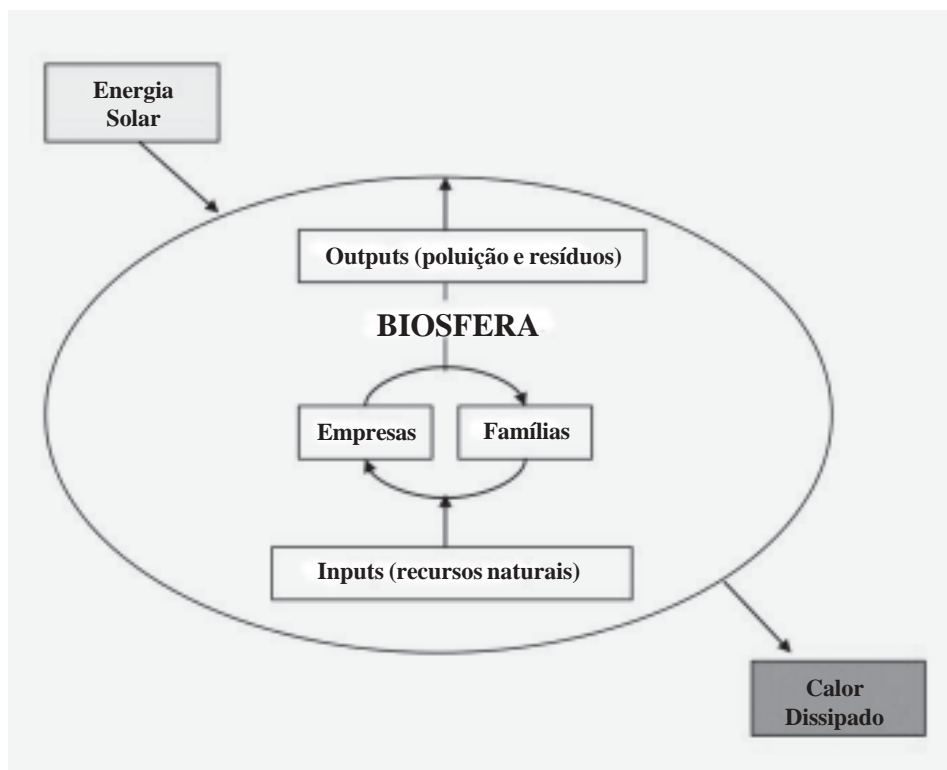 Energia
Solar
Outputs (poluição e resíduos)
BIOSFERA
Empresas
Famílias
Inputs (recursos naturais)
Calor
Dissipado